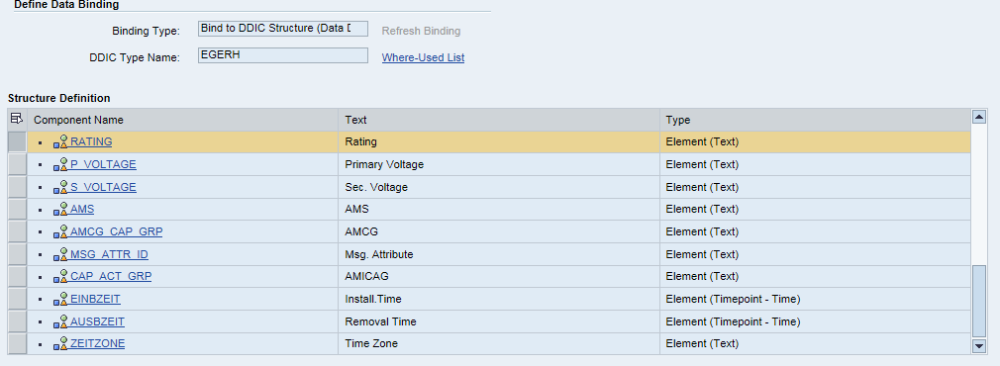 Define Data Binding
Binding Type: Bind to DDIC Structure (Data D Refresh Binding
DDIC Type Name: EGERH Where-Used List
Structure Definition
Component Name Text Type
RATING Rating Element (Text)
P_VOLTAGE Primary Voltage Element (Text)
S_VOLTAGE Sec. Voltage Element (Text)
AMS AMS Element (Text)
AMCG_CAP_GRP AMCG Element (Text)
MSG_ATTR_ID Msg. Attribute Element (Text)
CAP_ACT_GRP AMICAG Element (Text)
EINBZEIT Install.Time Element (Timepoint - Time)
AUSBZEIT Removal Time Element (Timepoint - Time)
ZEITZONE Time Zone Element (Text)